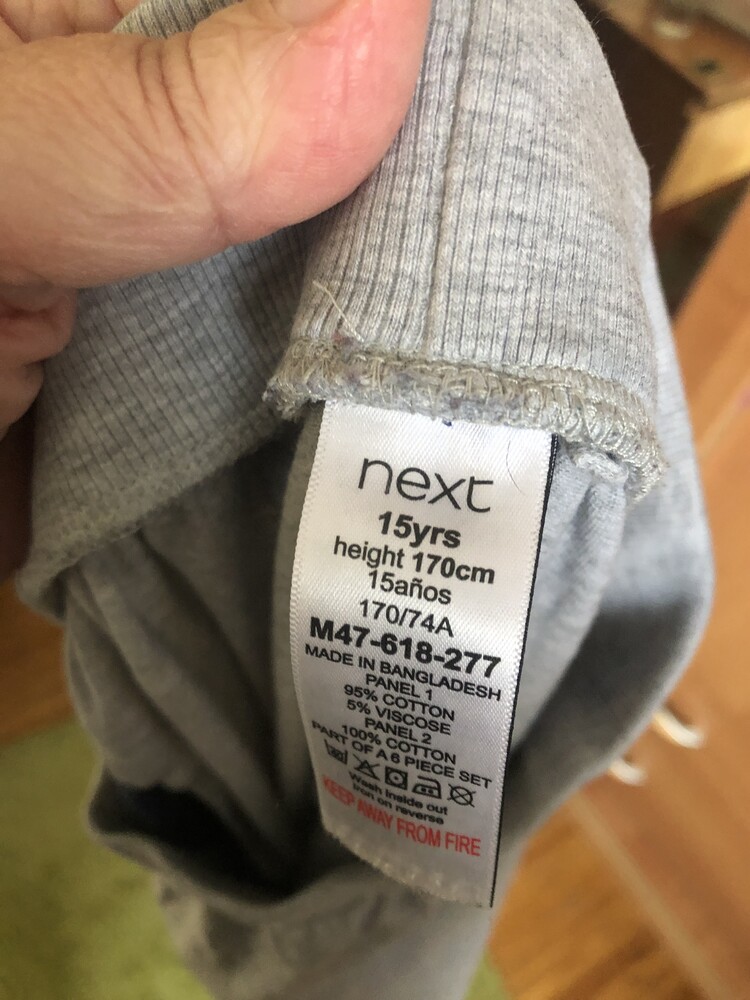 next
15yrs
height 170cm
15años
170/74A
M47-618-277
MADE IN BANGLADESH
PANEL 1
95% COTTON
5% VISCOSE
PANEL 2
100% COTTON
PART OF A 6 PIECE SET
Wash inside out
Iron on reverse
KEEP AWAY FROM FIRE